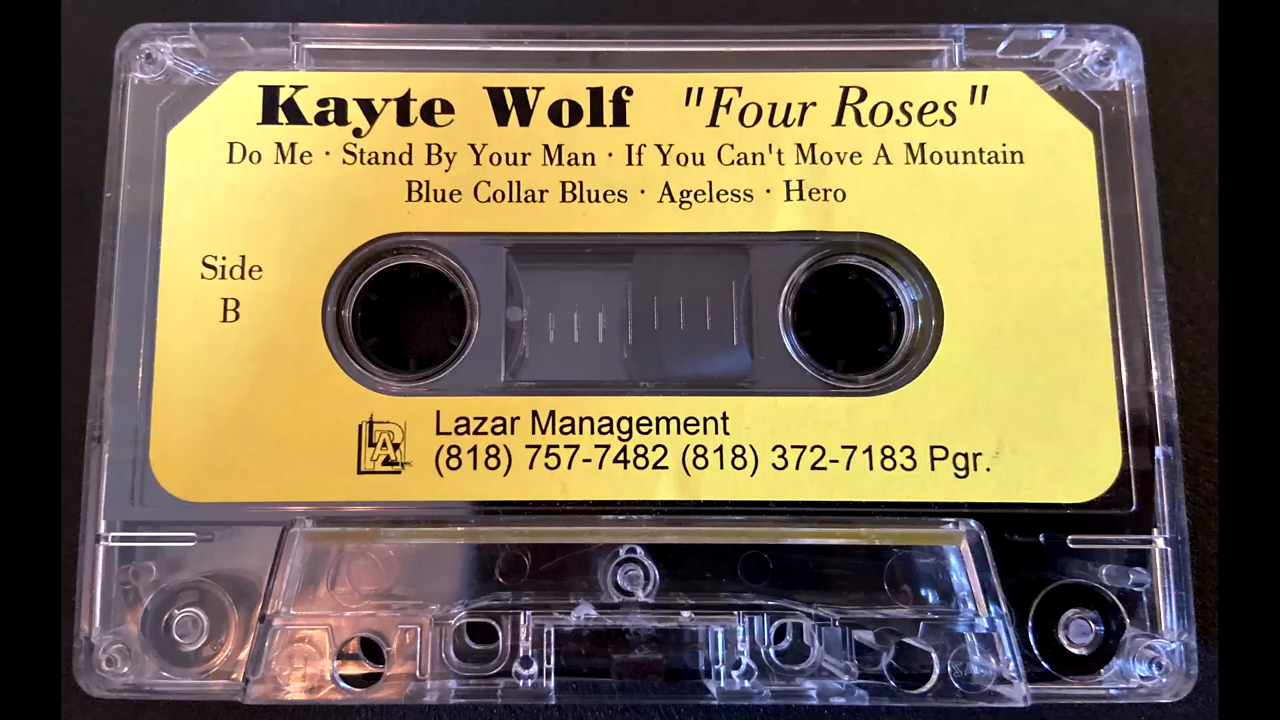 Kayte Wolf "Four Roses"
Do Me · Stand By Your Man · If You Can't Move A Mountain
Blue Collar Blues · Ageless · Hero
Side
B
Lazar Management
(818) 757-7482 (818) 372-7183 Pgr.